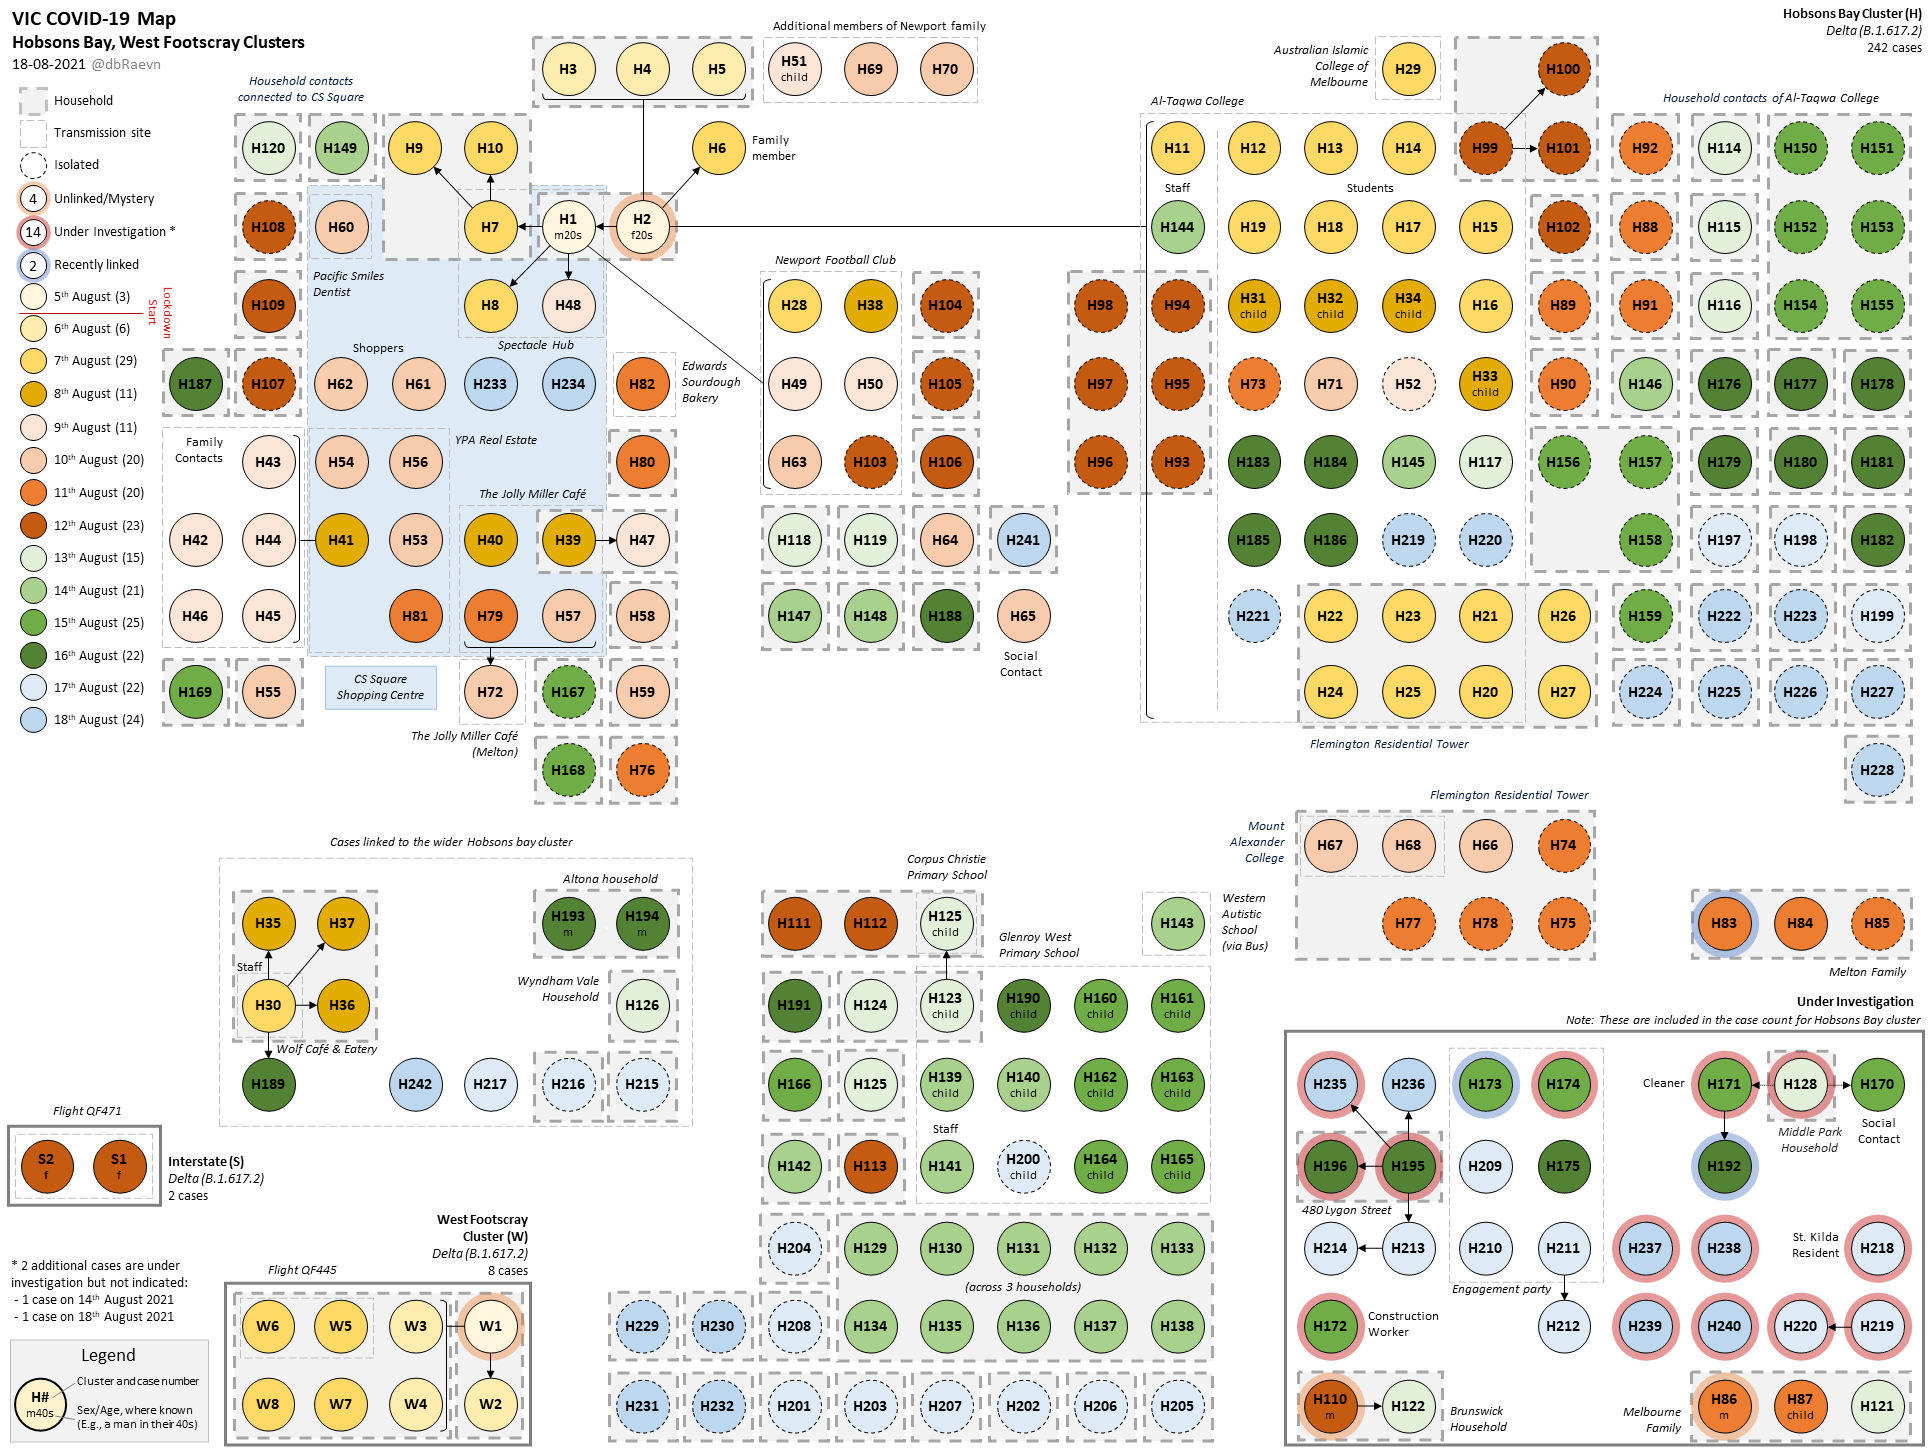 VIC COVID-19 Map
Hobsons Bay, West Footscray Clusters
18-08-2021 @dbRaevn
Hobsons Bay Cluster (H)
Delta (B.1.617.2)
242 cases
Household
Transmission site
Isolated
4 Unlinked/Mystery
14 Under Investigation *
2 Recently linked
5th August (3)
6th August (6)
7th August (29)
8th August (11)
9th August (11)
10th August (20)
11th August (20)
12th August (23)
13th August (15)
14th August (21)
15th August (25)
16th August (22)
17th August (22)
18th August (24)
Lockdown
Start
Household contacts
connected to CS Square
H120 H149 H9 H10
H108 H60 H7 H1 m20s H2 f20s
Pacific Smiles
Dentist
H109 H8 H48
Spectacle Hub
Shoppers
H187 H107 H62 H61 H233 H234 H82
Edwards
Sourdough
Bakery
YPA Real Estate
Family
Contacts
H43 H54 H56 H80
The Jolly Miller Café
H42 H44 H41 H53 H40 H39 H47
H46 H45 H81 H79 H57 H58
H169 H55
CS Square
Shopping Centre
H72 H167 H59
The Jolly Miller Café
(Melton)
H168 H76
H3 H4 H5
Additional members of Newport family
H51 child H69 H70
H6 Family
member
Newport Football Club
H28 H38 H104
H49 H50 H105
H63 H103 H106
H118 H119 H64 H241
H147 H148 H188 H65
Social
Contact
Australian Islamic
College of
Melbourne
H29
H100
Al-Taqwa College
Household contacts of Al-Taqwa College
H11 H12 H13 H14 H99 H101 H92 H114 H150 H151
Staff
Students
H144 H19 H18 H17 H15 H102 H88 H115 H152 H153
H98 H94 H31 child H32 child H34 child H16 H89 H91 H116 H154 H155
H97 H95 H73 H71 H52 H33 child H90 H146 H176 H177 H178
H96 H93 H183 H184 H145 H117 H156 H157 H179 H180 H181
H185 H186 H219 H220 H158 H197 H198 H182
H221 H22 H23 H21 H26 H159 H222 H223 H199
H24 H25 H20 H27 H224 H225 H226 H227
Flemington Residential Tower
H228
Flemington Residential Tower
Mount
Alexander
College
H67 H68 H66 H74
H77 H78 H75
H83 H84 H85
Melton Family
Cases linked to the wider Hobsons bay cluster
Altona household
H35 H37 H193 m H194 m
Staff
H30 H36
Wyndham Vale
Household
H126
Wolf Café & Eatery
H189 H242 H217 H216 H215
Corpus Christie
Primary School
H111 H112 H125 child
Glenroy West
Primary School
H143
Western
Autistic
School
(via Bus)
H191 H124 H123 child H190 child H160 child H161 child
H166 H125 H139 child H140 child H162 child H163 child
Staff
H142 H113 H141 H200 child H164 child H165 child
H204 H129 H130 H131 H132 H133
(across 3 households)
H229 H230 H208 H134 H135 H136 H137 H138
H231 H232 H201 H203 H207 H202 H206 H205
Under Investigation
Note: These are included in the case count for Hobsons Bay cluster
H235 H236 H173 H174
Cleaner
H171 H128 H170
Middle Park
Household
Social
Contact
H196 H195 H209 H175 H192
480 Lygon Street
H214 H213 H210 H211 H237 H238
St. Kilda
Resident
H218
Engagement party
H172
Construction
Worker
H212 H239 H240 H220 H219
H110 m H122
Brunswick
Household
Melbourne
Family
H86 m H87 child H121
Flight QF471
S2 f S1 f
Interstate (S)
Delta (B.1.617.2)
2 cases
West Footscray
Cluster (W)
Delta (B.1.617.2)
8 cases
Flight QF445
W6 W5 W3 W1
W8 W7 W4 W2
* 2 additional cases are under
investigation but not indicated:
- 1 case on 14th August 2021
- 1 case on 18th August 2021
Legend
H# m40s
Cluster and case number
Sex/Age, where known
(E.g., a man in their 40s)